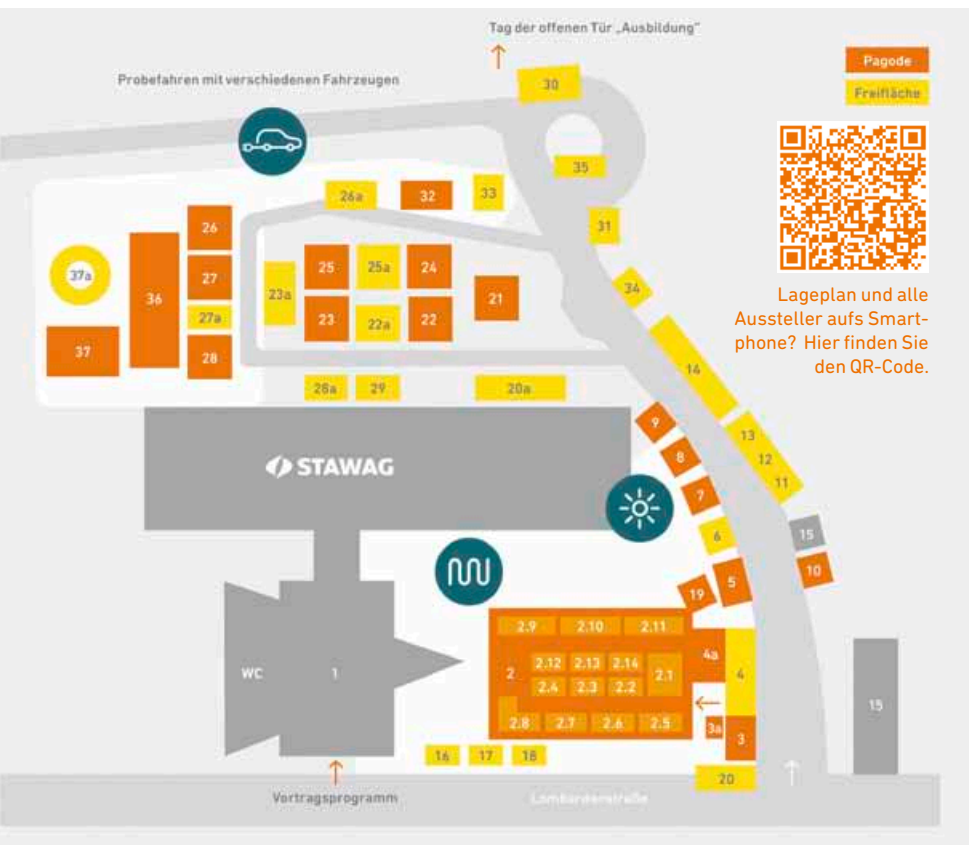 Tag der offenen Tür „Ausbildung"
Probefahren mit verschiedenen Fahrzeugen
Pagode
Freifläche
30
35
26a
32
33
31
26
27
27a
28
37a
36
37
23a
25
25a
24
21
23
22a
22
34
14
28a
29
20a
Lageplan und alle
Aussteller aufs Smart-
phone? Hier finden Sie
den QR-Code.
9
8
7
6
5
19
13
12
11
15
10
STAWAG
WC
1
2
2.9
2.10
2.11
2.12
2.13
2.14
2.1
2.4
2.3
2.2
2.8
2.7
2.6
2.5
4a
4
3a
3
15
16
17
18
20
Vortragsprogramm
Lombardenstraße